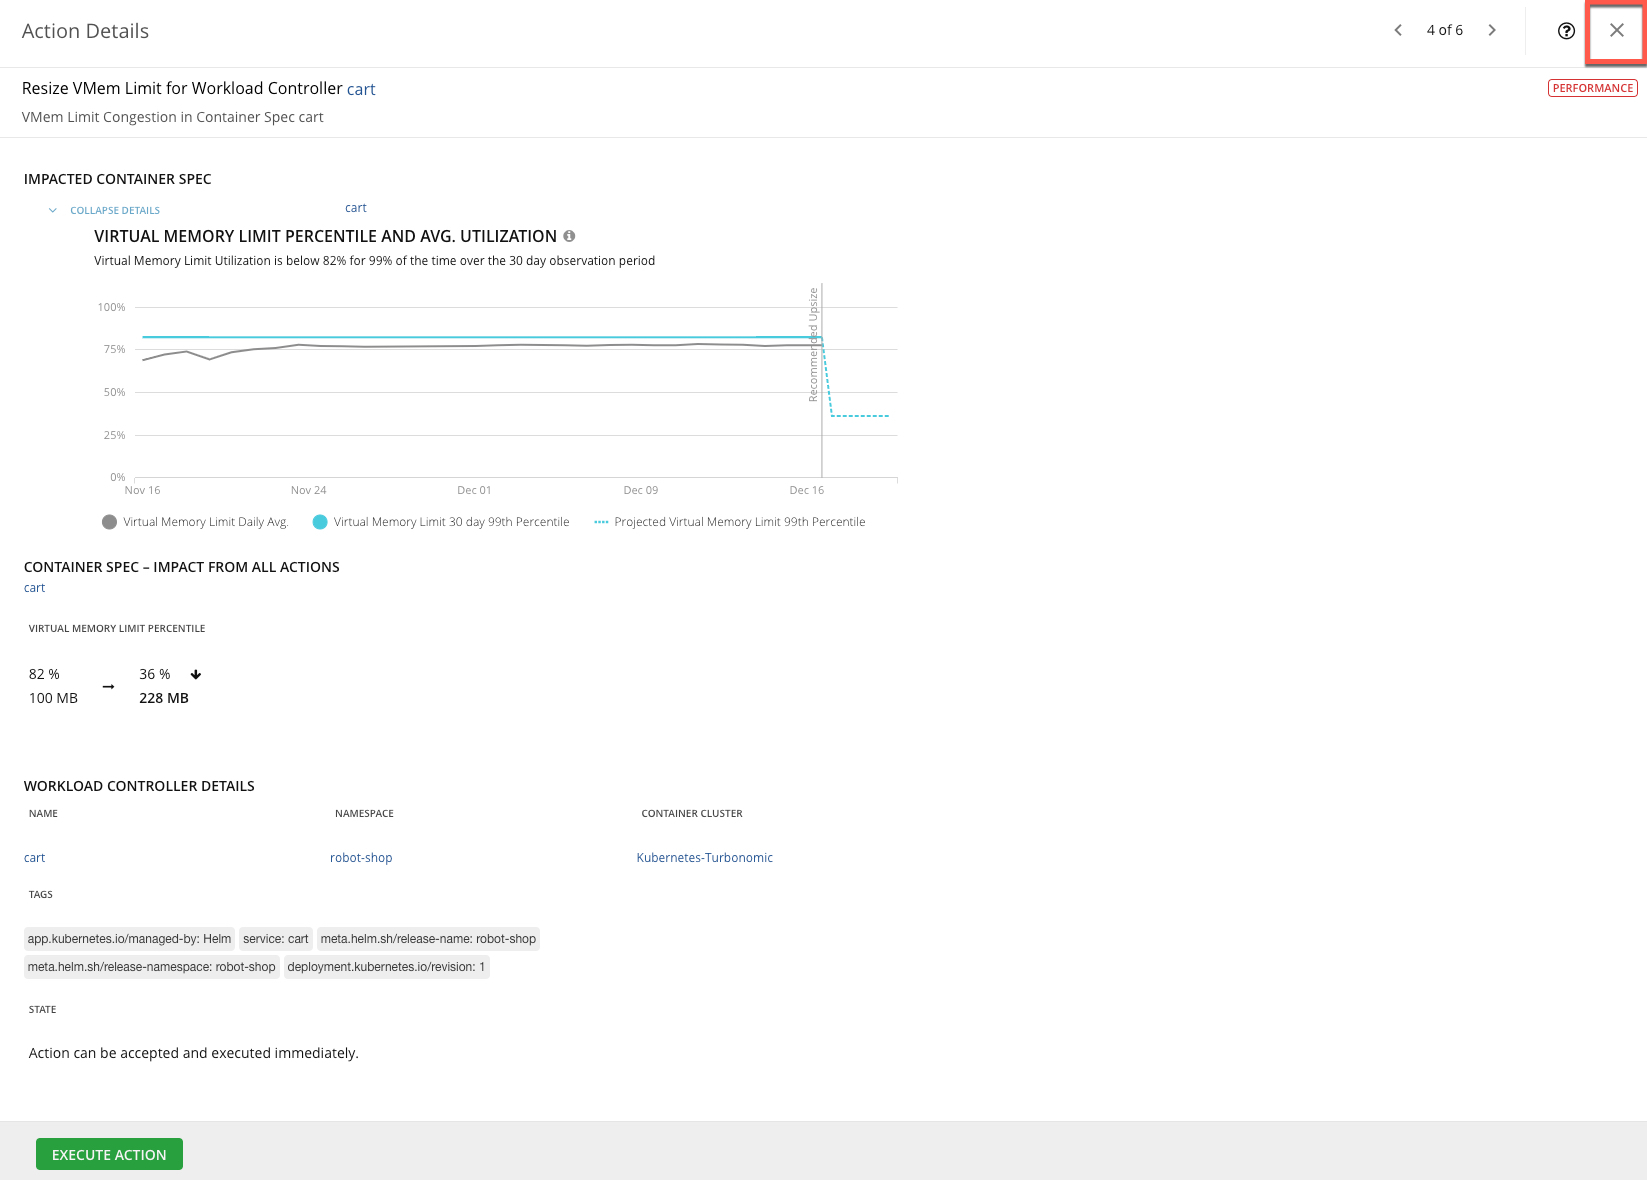 Action Details
4 of 6
Resize VMem Limit for Workload Controller cart
PERFORMANCE
VMem Limit Congestion in Container Spec cart
IMPACTED CONTAINER SPEC
COLLAPSE DETAILS
cart
VIRTUAL MEMORY LIMIT PERCENTILE AND AVG. UTILIZATION
Virtual Memory Limit Utilization is below 82% for 99% of the time over the 30 day observation period
100%
75%
50%
25%
0%
Recommended Upsize
Nov 16
Nov 24
Dec 01
Dec 09
Dec 16
Virtual Memory Limit Daily Avg.
Virtual Memory Limit 30 day 99th Percentile
Projected Virtual Memory Limit 99th Percentile
CONTAINER SPEC – IMPACT FROM ALL ACTIONS
cart
VIRTUAL MEMORY LIMIT PERCENTILE
82 %
36 %
100 MB
228 MB
WORKLOAD CONTROLLER DETAILS
NAME
NAMESPACE
CONTAINER CLUSTER
cart
robot-shop
Kubernetes-Turbonomic
TAGS
app.kubernetes.io/managed-by: Helm
service: cart
meta.helm.sh/release-name: robot-shop
meta.helm.sh/release-namespace: robot-shop
deployment.kubernetes.io/revision: 1
STATE
Action can be accepted and executed immediately.
EXECUTE ACTION